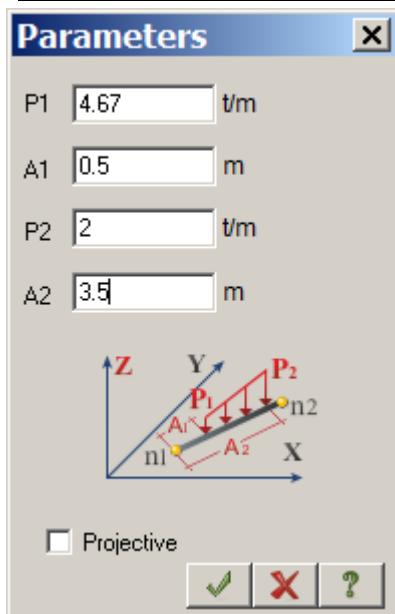 Parameters
P1 4.67 t/m
A1 0.5 m
P2 2 t/m
A2 3.5 m
Z Y P2
P1 n2
A1
n1 A2 X
Projective
?